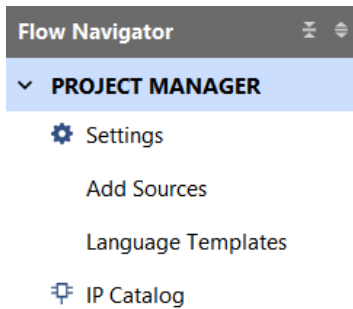 Flow Navigator
PROJECT MANAGER
Settings
Add Sources
Language Templates
IP Catalog